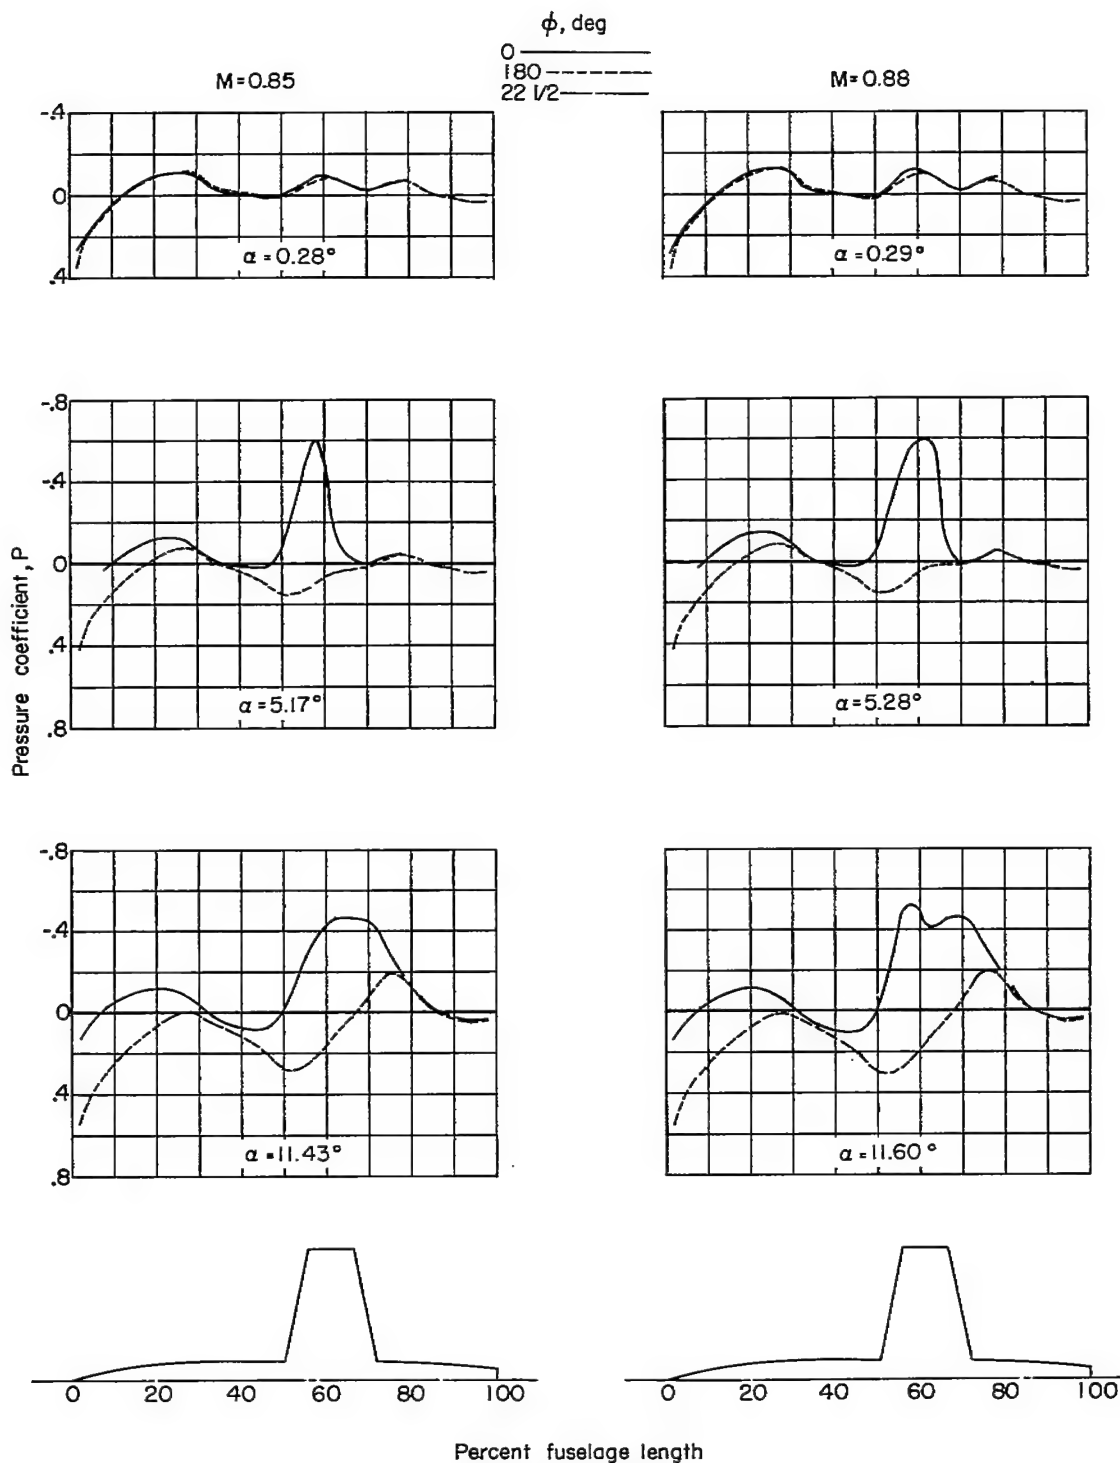 ϕ, deg
0
180
22 1/2
M=0.85
M=0.88
-.4
0
.4
α=0.28°
α=0.29°
-.8
-.4
0
.4
.8
α=5.17°
α=5.28°
Pressure coefficient, P
-.8
-.4
0
.4
.8
α=11.43°
α=11.60°
0 20 40 60 80 100
0 20 40 60 80 100
Percent fuselage length